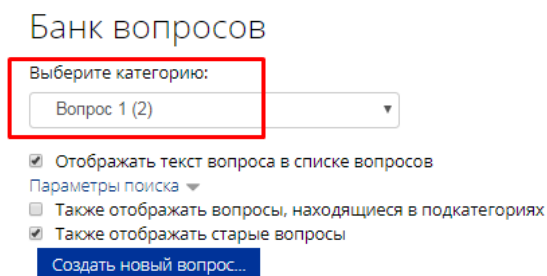 Банк вопросов
Выберите категорию:
Вопрос 1 (2)
Отображать текст вопроса в списке вопросов
Параметры поиска
Также отображать вопросы, находящиеся в подкатегориях
Также отображать старые вопросы
Создать новый вопрос...